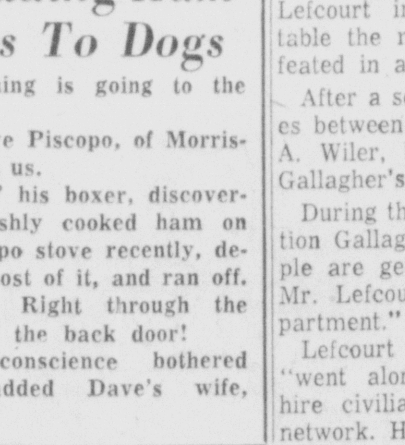 s To Dogs
ing is going to the
e Piscopo, of Morris-
us.
his boxer, discover-
shly cooked ham on
po stove recently, de-
ost of it, and ran off.
Right through the
the back door!
conscience bothered
dded Dave's wife,
Lefcourt i
table the
feated in a
After a s
es between
A. Wiler,
Gallagher's
During th
tion Gallag
ple are ge
Mr. Lefcou
partment."
Lefcourt
"went alon
hire civilia
network. H